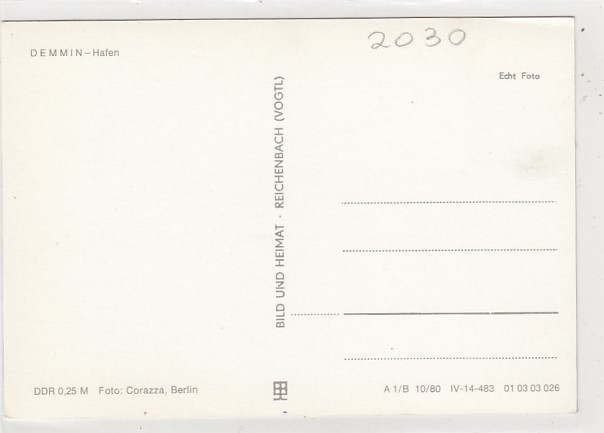 2030
DEMMIN – Hafen
Echt Foto
BILD UND HEIMAT · REICHENBACH (VOGTL)
DDR 0,25 M Foto: Corazza, Berlin
A 1/B 10/80 IV-14-483 01 03 03 026